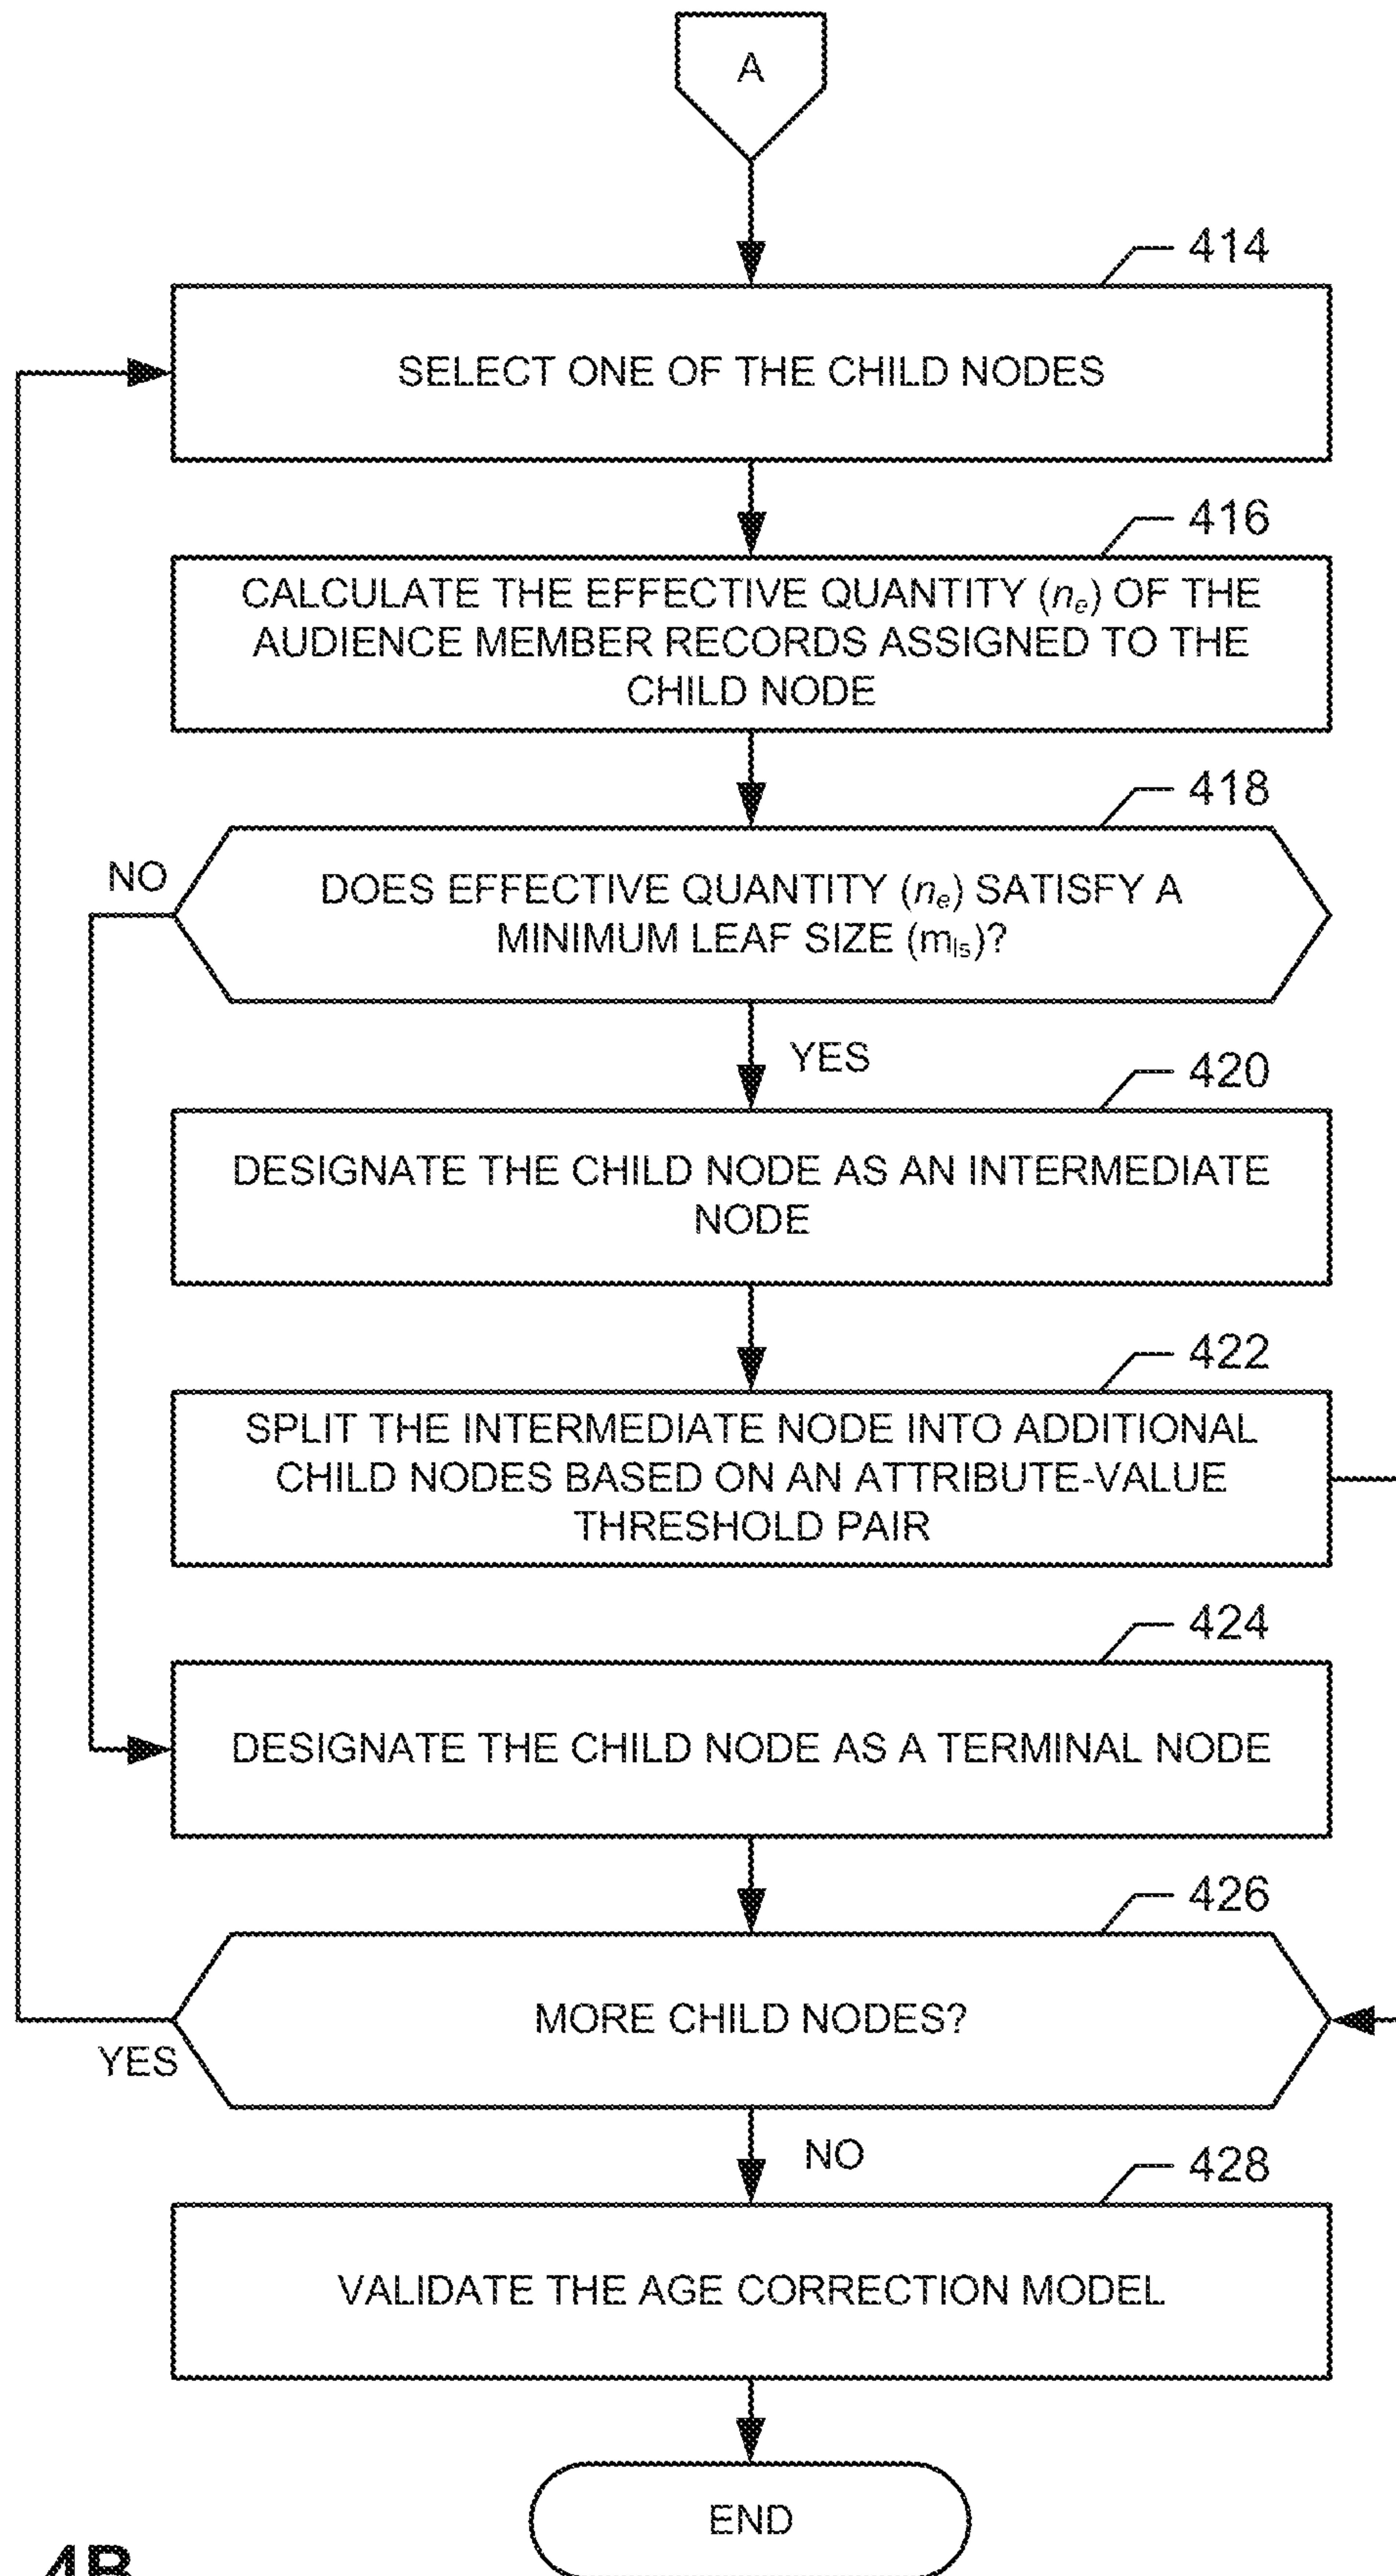 A
414
SELECT ONE OF THE CHILD NODES
416
CALCULATE THE EFFECTIVE QUANTITY (nₑ) OF THE
AUDIENCE MEMBER RECORDS ASSIGNED TO THE
CHILD NODE
418
NO
DOES EFFECTIVE QUANTITY (nₑ) SATISFY A
MINIMUM LEAF SIZE (mₗₛ)?
YES
420
DESIGNATE THE CHILD NODE AS AN INTERMEDIATE
NODE
422
SPLIT THE INTERMEDIATE NODE INTO ADDITIONAL
CHILD NODES BASED ON AN ATTRIBUTE-VALUE
THRESHOLD PAIR
424
DESIGNATE THE CHILD NODE AS A TERMINAL NODE
426
MORE CHILD NODES?
YES
NO
428
VALIDATE THE AGE CORRECTION MODEL
END
4B